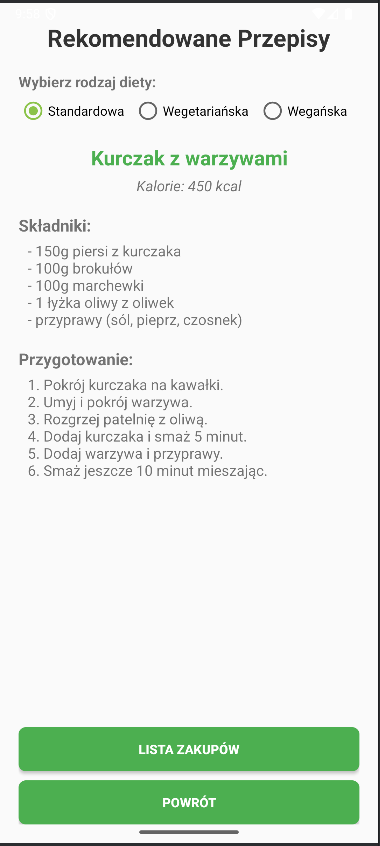 Rekomendowane Przepisy
Wybierz rodzaj diety:
Standardowa Wegetariańska Wegańska
Kurczak z warzywami
Kalorie: 450 kcal
Składniki:
- 150g piersi z kurczaka
- 100g brokułów
- 100g marchewki
- 1 łyżka oliwy z oliwek
- przyprawy (sól, pieprz, czosnek)
Przygotowanie:
1. Pokrój kurczaka na kawałki.
2. Umyj i pokrój warzywa.
3. Rozgrzej patelnię z oliwą.
4. Dodaj kurczaka i smaż 5 minut.
5. Dodaj warzywa i przyprawy.
6. Smaż jeszcze 10 minut mieszając.
LISTA ZAKUPÓW
POWRÓT